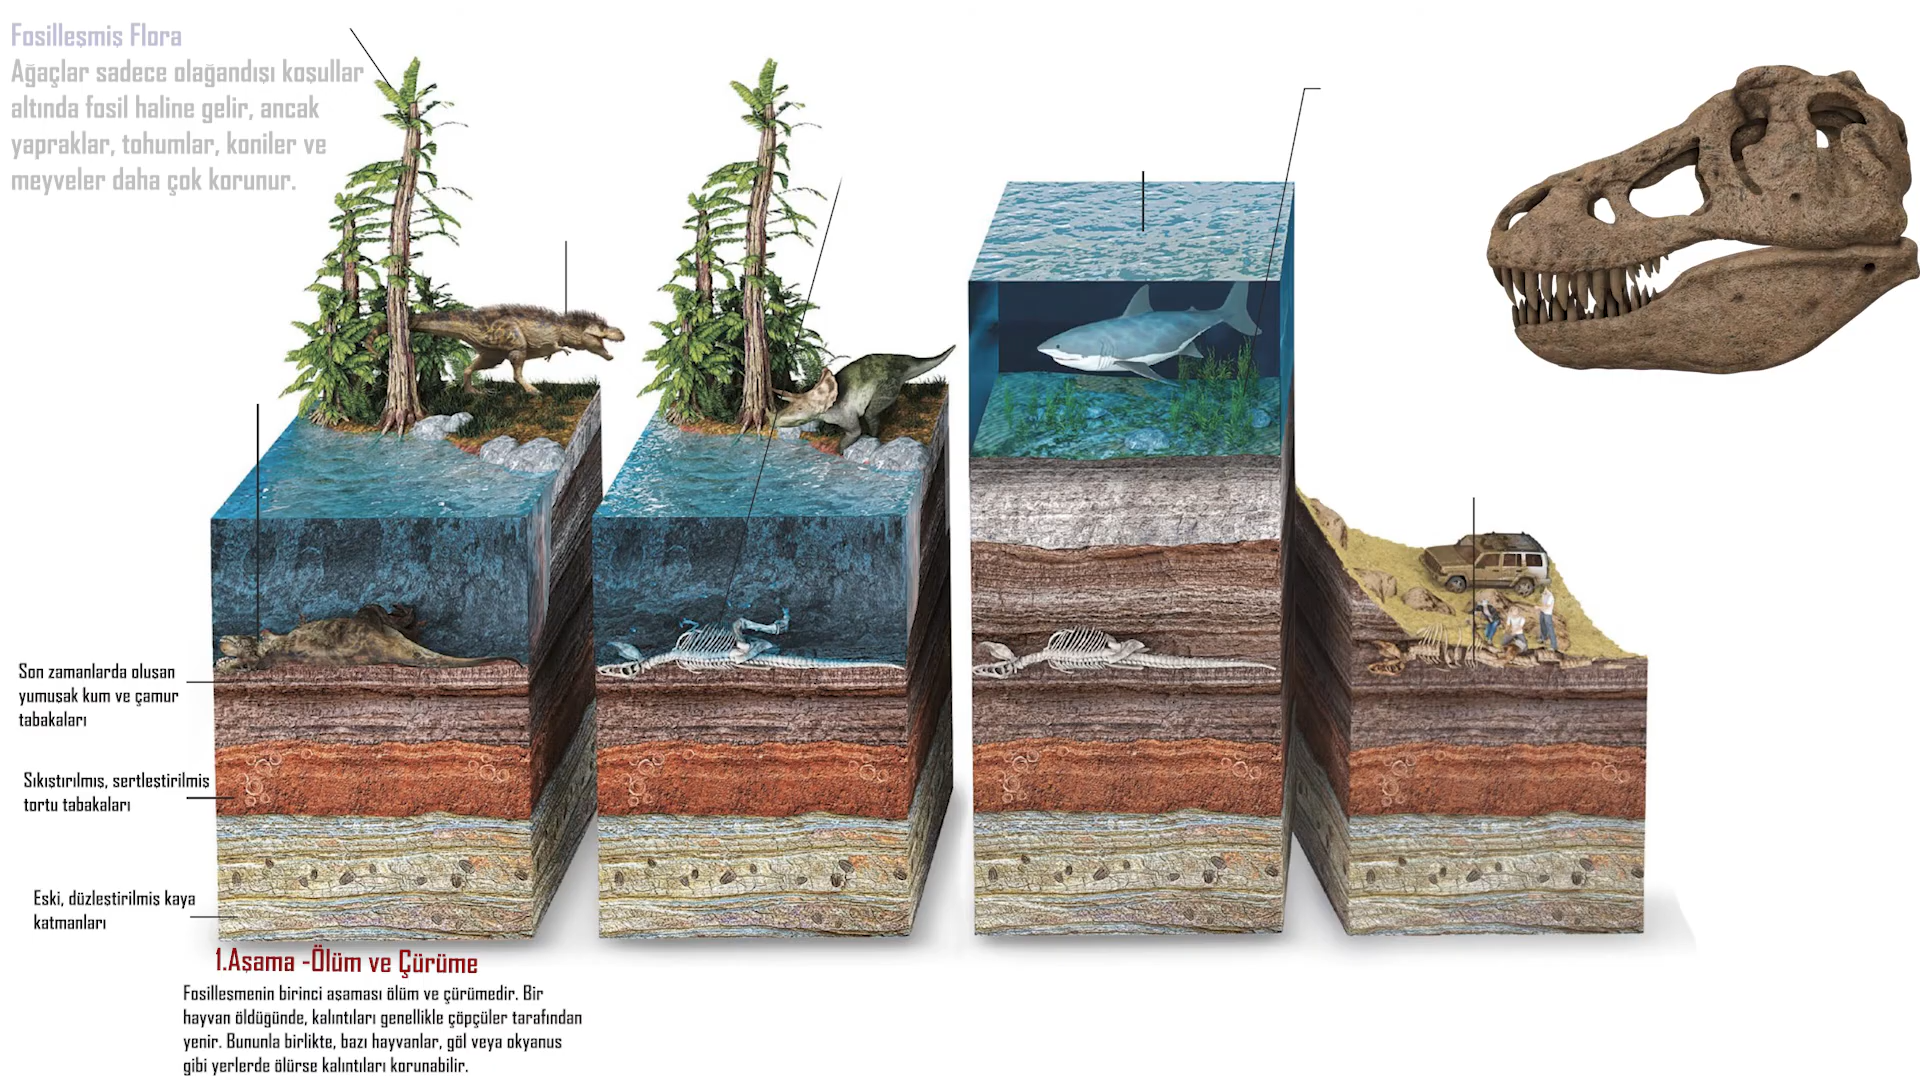 Fosilleşmiş Flora
Ağaçlar sadece olağandışı koşullar
altında fosil haline gelir, ancak
yapraklar, tohumlar, koniler ve
meyveler daha çok korunur.
Son zamanlarda olusan
yumusak kum ve çamur
tabakaları
Sıkıstırılmıs, sertlestirilmis
tortu tabakaları
Eski, düzlestirilmis kaya
katmanları
1.Aşama -Ölüm ve Çürüme
Fosillesmenin birinci asaması ölüm ve çürümedir. Bir
hayvan öldügünde, kalıntıları genellikle çöpçüler tarafından
yenir. Bununla birlikte, bazı hayvanlar, göl veya okyanus
gibi yerlerde ölürse kalıntıları korunabilir.